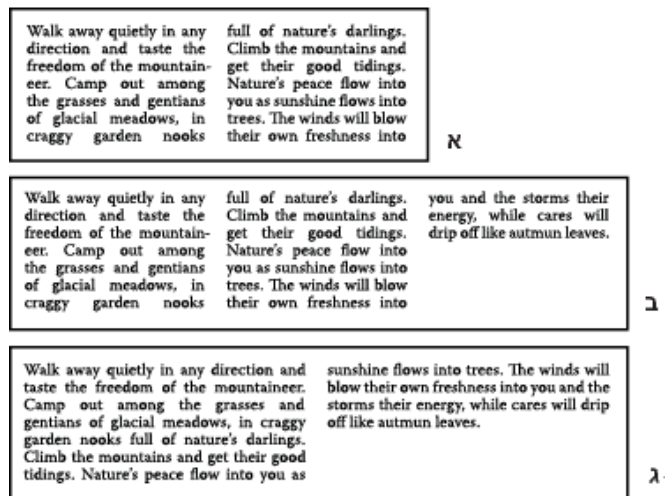 Walk away quietly in any
direction and taste the
freedom of the mountain-
eer. Camp out among
the grasses and gentians
of glacial meadows, in
craggy garden nooks
full of nature's darlings.
Climb the mountains and
get their good tidings.
Nature's peace flow into
you as sunshine flows into
trees. The winds will blow
their own freshness into
א
Walk away quietly in any
direction and taste the
freedom of the mountain-
eer. Camp out among
the grasses and gentians
of glacial meadows, in
craggy garden nooks
full of nature's darlings.
Climb the mountains and
get their good tidings.
Nature's peace flow into
you as sunshine flows into
trees. The winds will blow
their own freshness into
you and the storms their
energy, while cares will
drip off like autmun leaves.
ב
Walk away quietly in any direction and
taste the freedom of the mountaineer.
Camp out among the grasses and
gentians of glacial meadows, in craggy
garden nooks full of nature's darlings.
Climb the mountains and get their good
tidings. Nature's peace flow into you as
sunshine flows into trees. The winds will
blow their own freshness into you and the
storms their energy, while cares will drip
off like autmun leaves.
ג